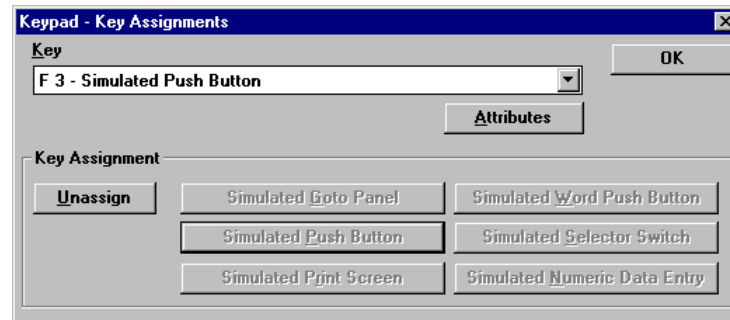 Keypad - Key Assignments
Key
OK
F 3 - Simulated Push Button
Attributes
Key Assignment
Unassign Simulated Goto Panel Simulated Word Push Button
Simulated Push Button Simulated Selector Switch
Simulated Print Screen Simulated Numeric Data Entry